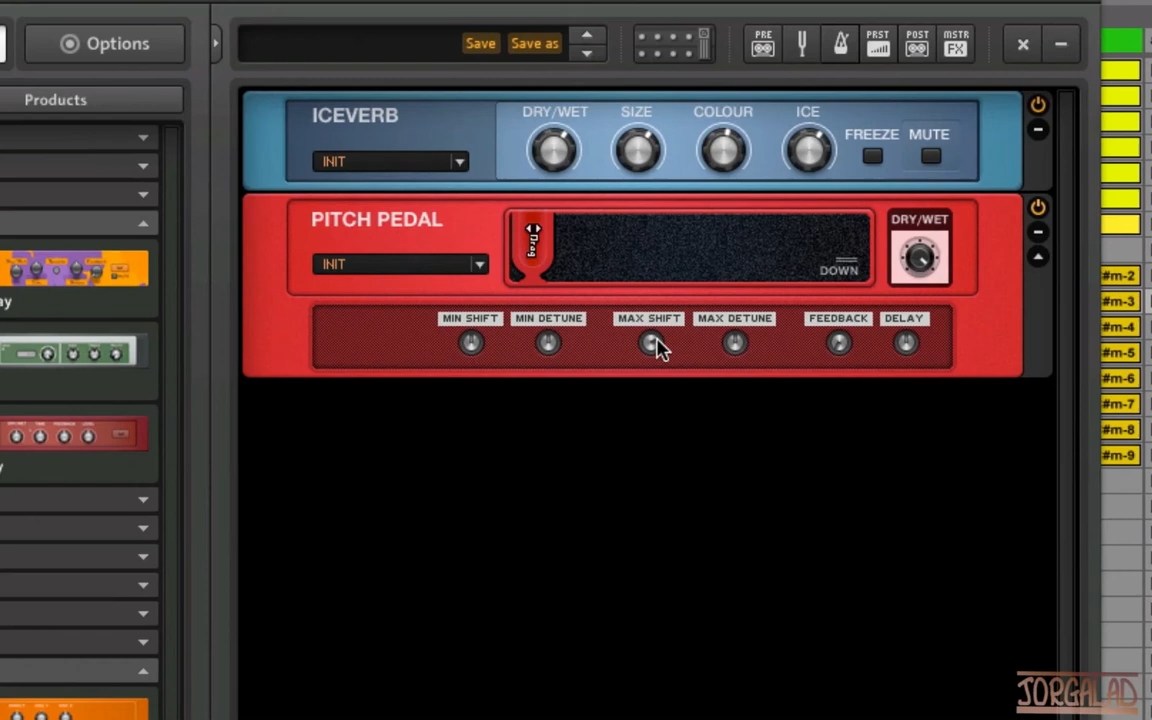 Options
Save
Save as
PRE
PRST
POST
MSTR
FX
Products
ICEVERB
INIT
DRY/WET
SIZE
COLOUR
ICE
FREEZE
MUTE
PITCH PEDAL
INIT
Drag
DOWN
DRY/WET
MIN SHIFT
MIN DETUNE
MAX SHIFT
MAX DETUNE
FEEDBACK
DELAY
ay
y
#m-2
#m-3
#m-4
#m-5
#m-6
#m-7
#m-8
#m-9
JORGALAD